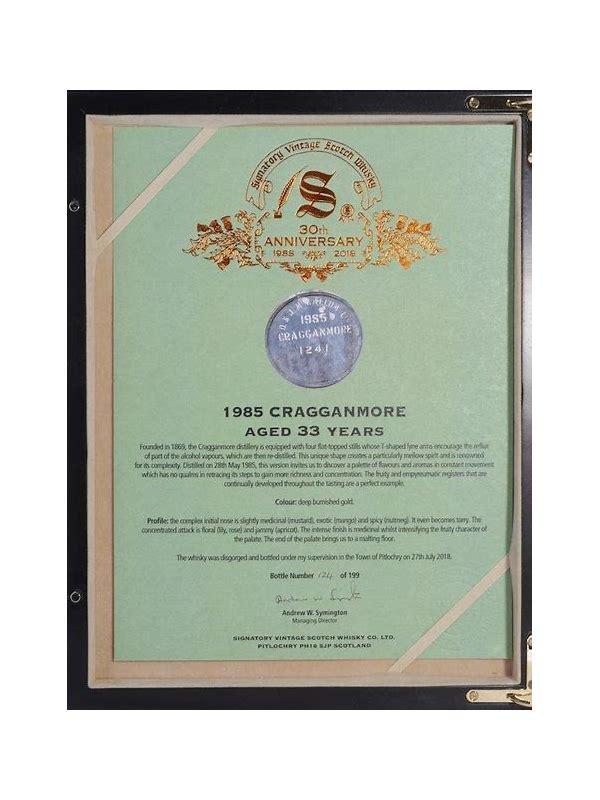 Signatory Vintage Scotch Whisky
S
30th
ANNIVERSARY
1988 2018
1985
CRAGGANMORE
1241
1985 CRAGGANMORE
AGED 33 YEARS
Founded in 1869, the Cragganmore distillery is equipped with four flat-topped stills whose T-shaped lyne arms encourage the reflux
of part of the alcohol vapours, which are then re-distilled. This unique shape creates a particularly mellow spirit and is renowned
for its complexity. Distilled on 28th May 1985, this version invites us to discover a palette of flavours and aromas in constant movement
which has no qualms in retracing its steps to gain more richness and concentration. The fruity and empyreumatic registers that are
continually developed throughout the tasting are a perfect example.
Colour: deep burnished gold.
Profile: the complex initial nose is slightly medicinal (mustard), exotic (mango) and spicy (nutmeg). It even becomes tarry. The
concentrated attack is floral (lily, rose) and jammy (apricot). The intense finish is medicinal whilst intensifying the fruity character of
the palate. The end of the palate brings us to a malting floor.
The whisky was disgorged and bottled under my supervision in the Town of Pitlochry on 27th July 2018.
Bottle Number 124 of 199
Andrew W. Symington
Managing Director
SIGNATORY VINTAGE SCOTCH WHISKY CO. LTD.
PITLOCHRY PH16 5JP SCOTLAND